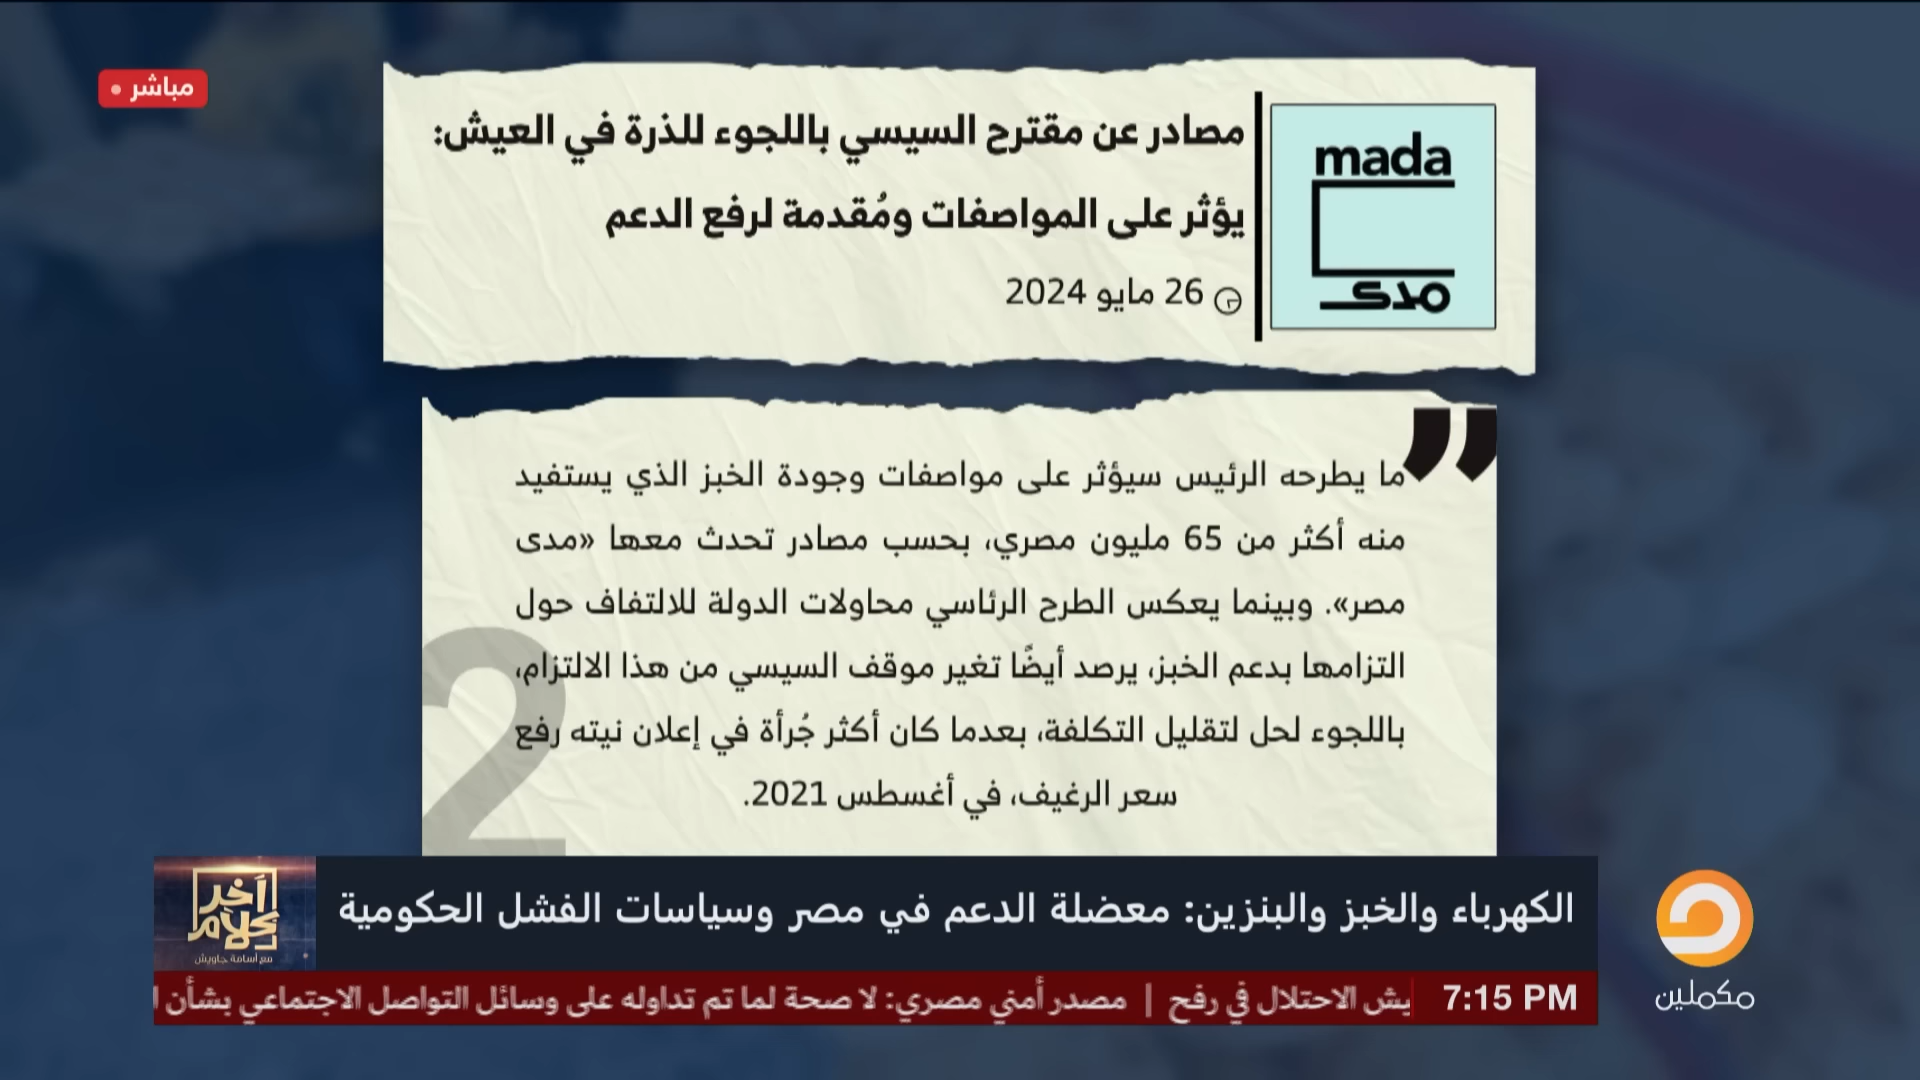 مباشر
mada
مدى
مصادر عن مقترح السيسي باللجوء للذرة في العيش:
يؤثر على المواصفات ومُقدمة لرفع الدعم
26 مايو 2024
”
ما يطرحه الرئيس سيؤثر على مواصفات وجودة الخبز الذي يستفيد
منه أكثر من 65 مليون مصري، بحسب مصادر تحدث معها «مدى
مصر». وبينما يعكس الطرح الرئاسي محاولات الدولة للالتفاف حول
التزامها بدعم الخبز، يرصد أيضًا تغير موقف السيسي من هذا الالتزام،
باللجوء لحل لتقليل التكلفة، بعدما كان أكثر جُرأة في إعلان نيته رفع
سعر الرغيف، في أغسطس 2021.
2
الكهرباء والخبز والبنزين: معضلة الدعم في مصر وسياسات الفشل الحكومية
آخر
كلام
مع أسامة جاويش
7:15 PM
يش الاحتلال في رفح | مصدر أمني مصري: لا صحة لما تم تداوله على وسائل التواصل الاجتماعي بشأن
مكملين